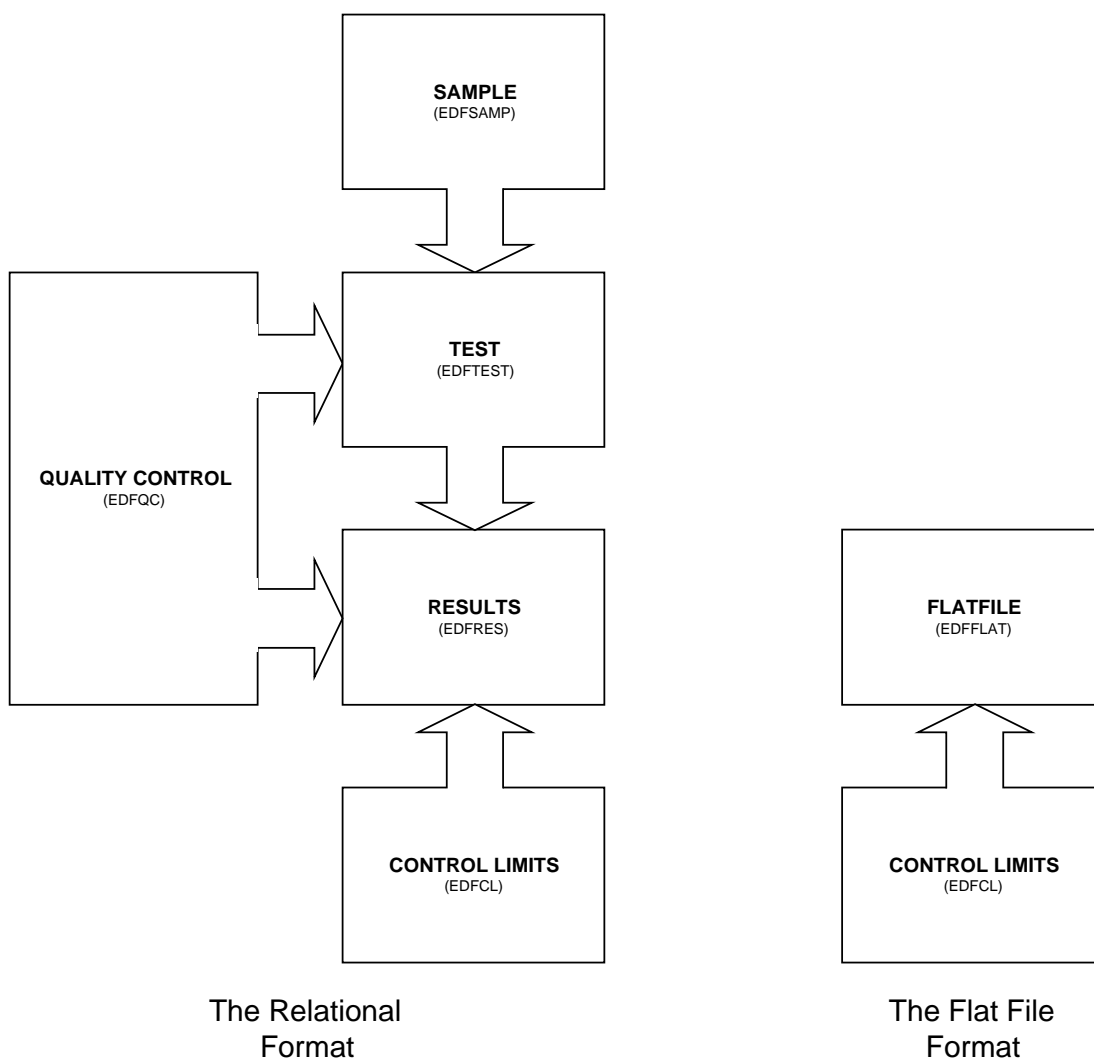 SAMPLE
(EDFSAMP)
TEST
(EDFTEST)
QUALITY CONTROL
(EDFQC)
RESULTS
(EDFRES)
FLATFILE
(EDFFLAT)
CONTROL LIMITS
(EDFCL)
CONTROL LIMITS
(EDFCL)
The Relational
Format
The Flat File
Format